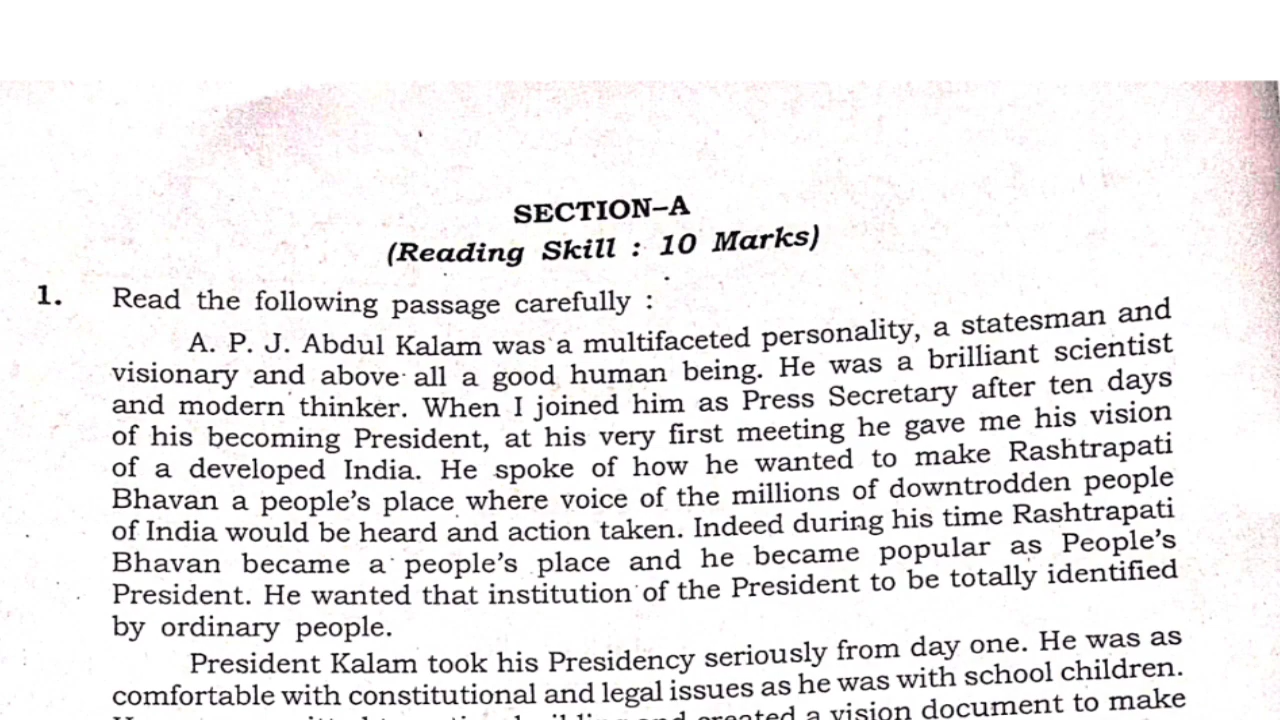 SECTION–A
(Reading Skill : 10 Marks)
1. Read the following passage carefully :
A. P. J. Abdul Kalam was a multifaceted personality, a statesman and
visionary and above all a good human being. He was a brilliant scientist
and modern thinker. When I joined him as Press Secretary after ten days
of his becoming President, at his very first meeting he gave me his vision
of a developed India. He spoke of how he wanted to make Rashtrapati
Bhavan a people's place where voice of the millions of downtrodden people
of India would be heard and action taken. Indeed during his time Rashtrapati
Bhavan became a people's place and he became popular as People's
President. He wanted that institution of the President to be totally identified
by ordinary people.
President Kalam took his Presidency seriously from day one. He was as
comfortable with constitutional and legal issues as he was with school children.
and created a vision document to make